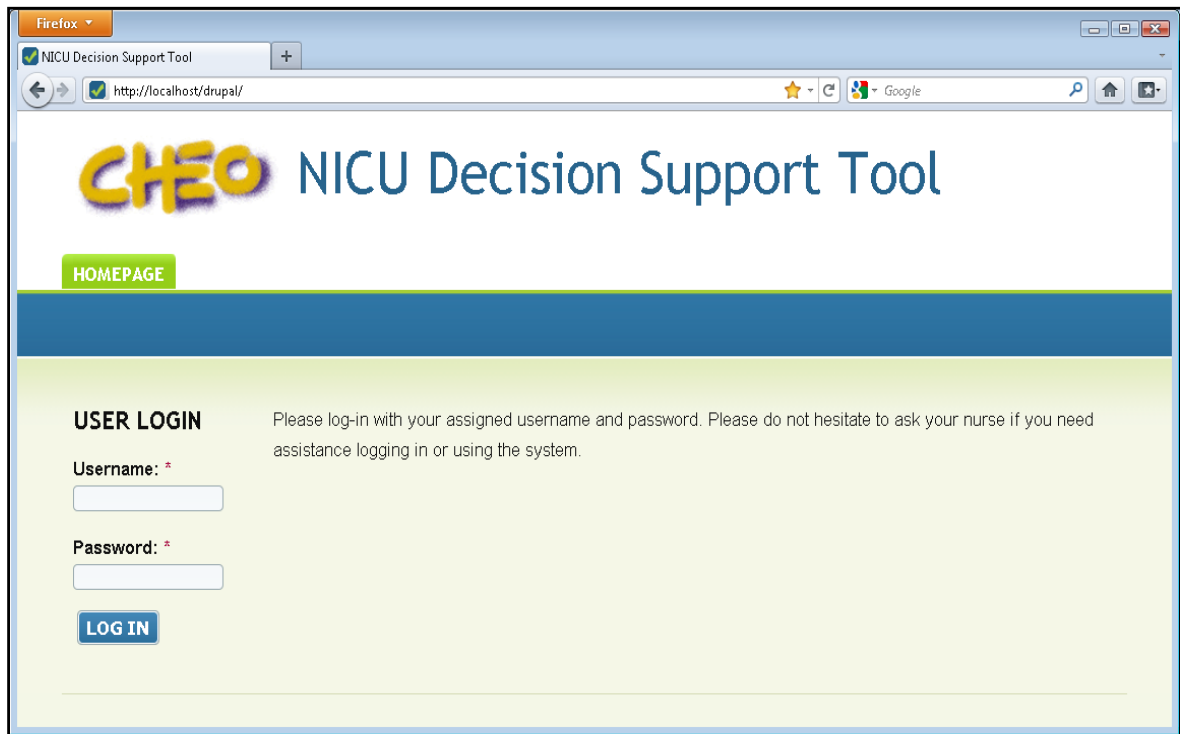 Firefox
NICU Decision Support Tool
http://localhost/drupal/
Google
CHEO NICU Decision Support Tool
HOMEPAGE
USER LOGIN
Please log-in with your assigned username and password. Please do not hesitate to ask your nurse if you need
assistance logging in or using the system.
Username: *
Password: *
LOG IN